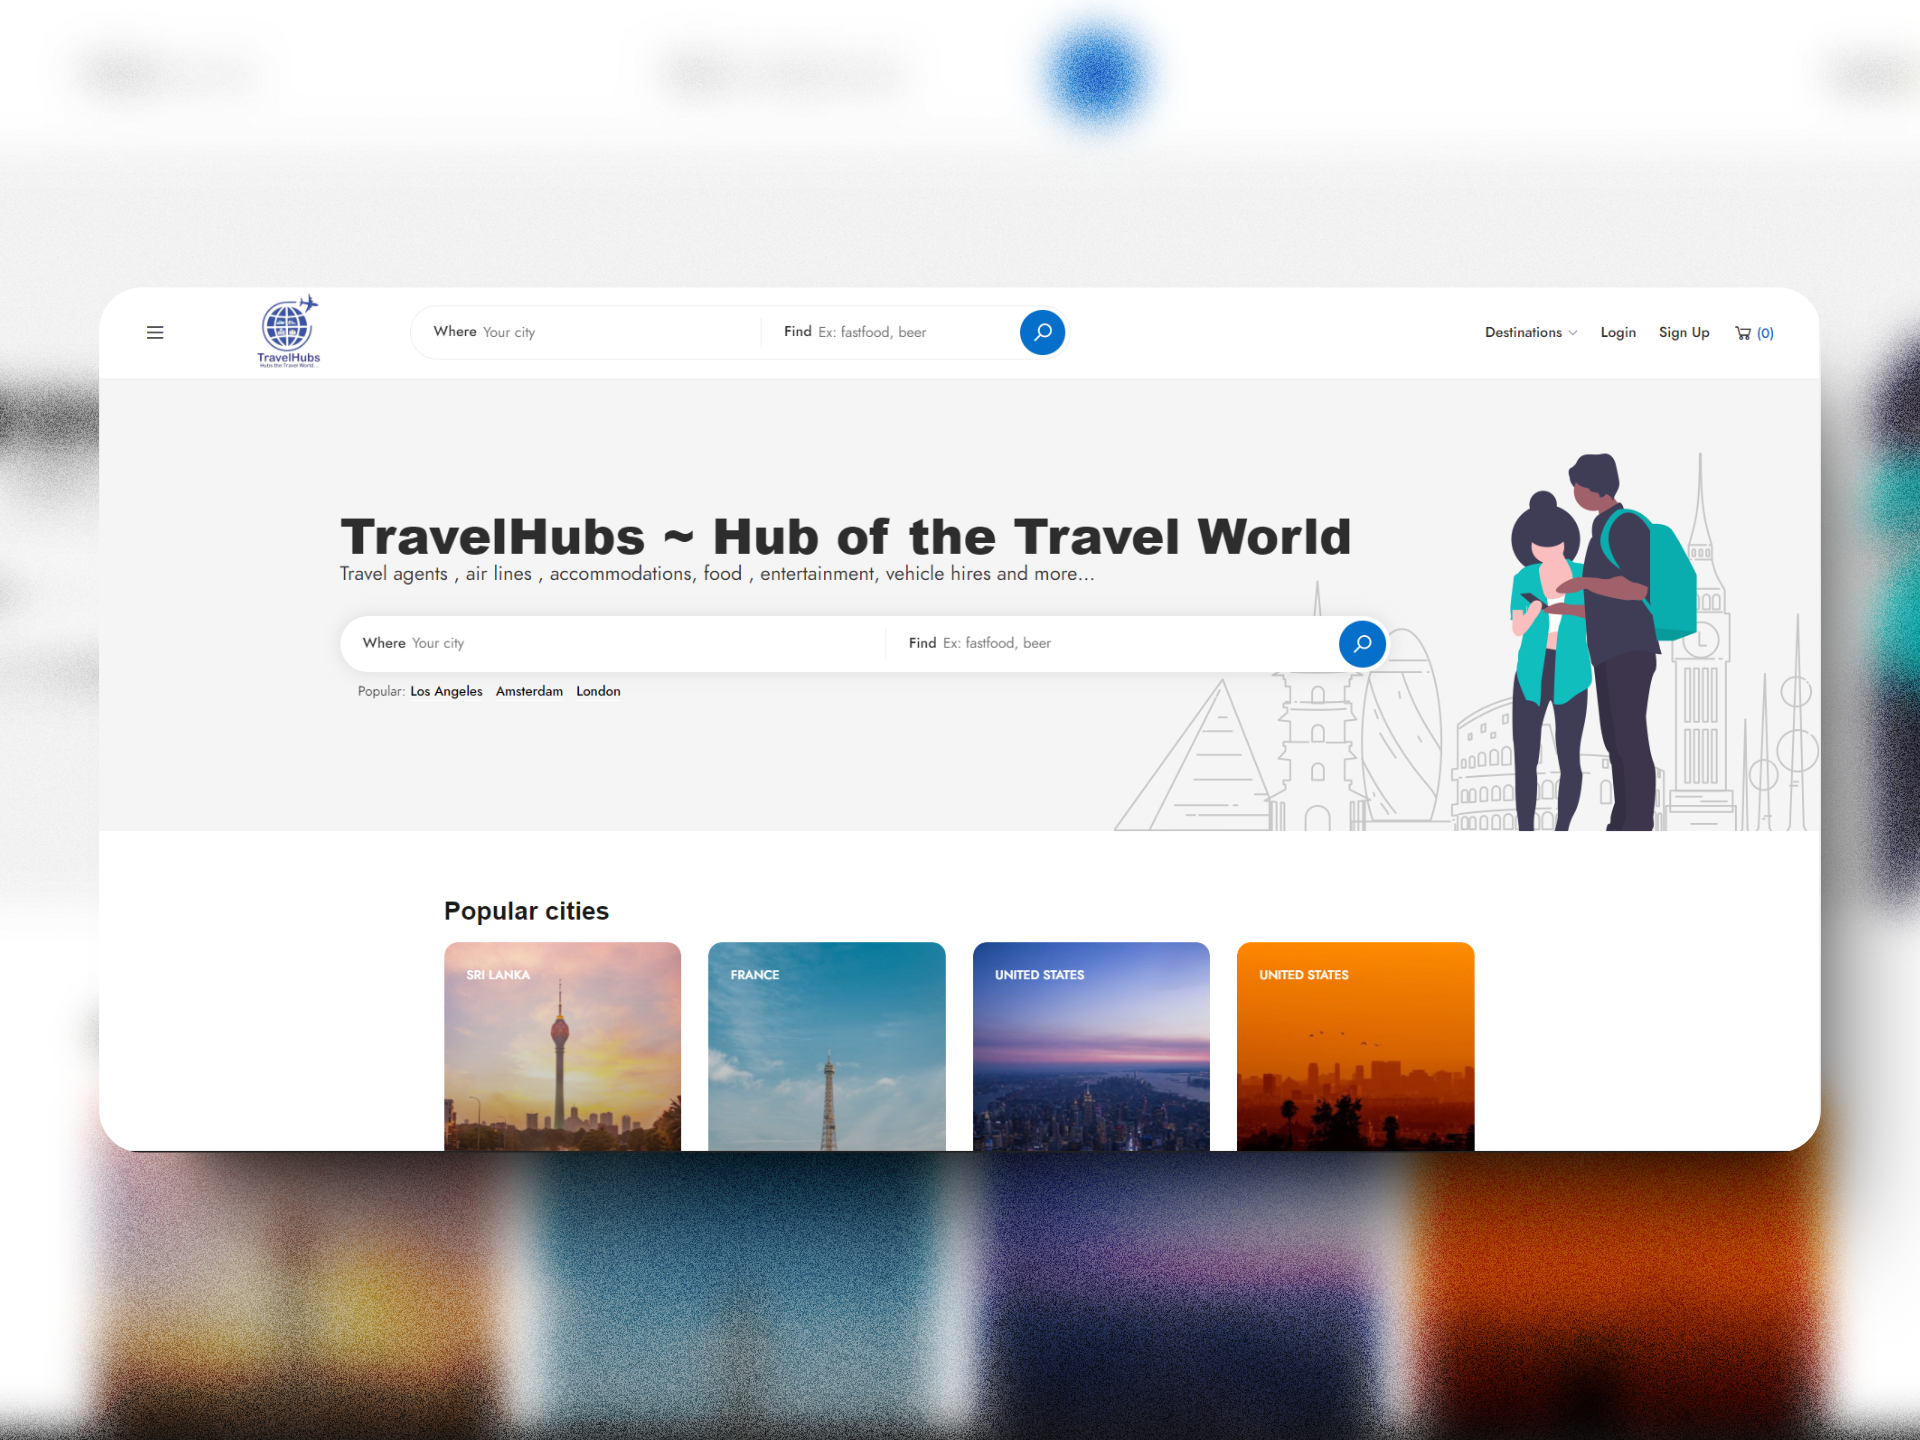 TravelHubs
Hubs the Travel World...
Where Your city
Find Ex: fastfood, beer
Destinations
Login
Sign Up
(0)
TravelHubs ~ Hub of the Travel World
Travel agents , air lines , accommodations, food , entertainment, vehicle hires and more...
Where Your city
Find Ex: fastfood, beer
Popular: Los Angeles Amsterdam London
Popular cities
SRI LANKA
FRANCE
UNITED STATES
UNITED STATES